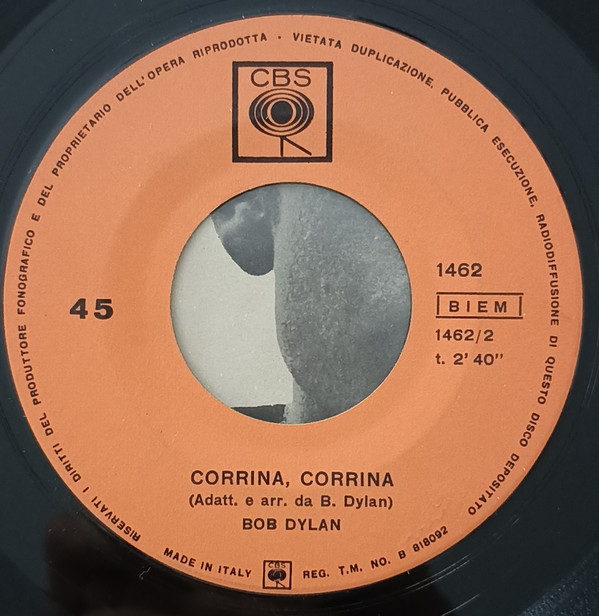 RISERVATI I DIRITTI DEL PRODUTTORE FONOGRAFICO E DEL PROPRIETARIO DELL'OPERA RIPRODOTTA · VIETATA DUPLICAZIONE, PUBBLICA ESECUZIONE, RADIODIFFUSIONE DI QUESTO DISCO DEPOSITATO
CBS
45
1462
BIEM
1462/2
t. 2' 40"
CORRINA, CORRINA
(Adatt. e arr. da B. Dylan)
BOB DYLAN
MADE IN ITALY CBS REG. T.M. NO. B 818092